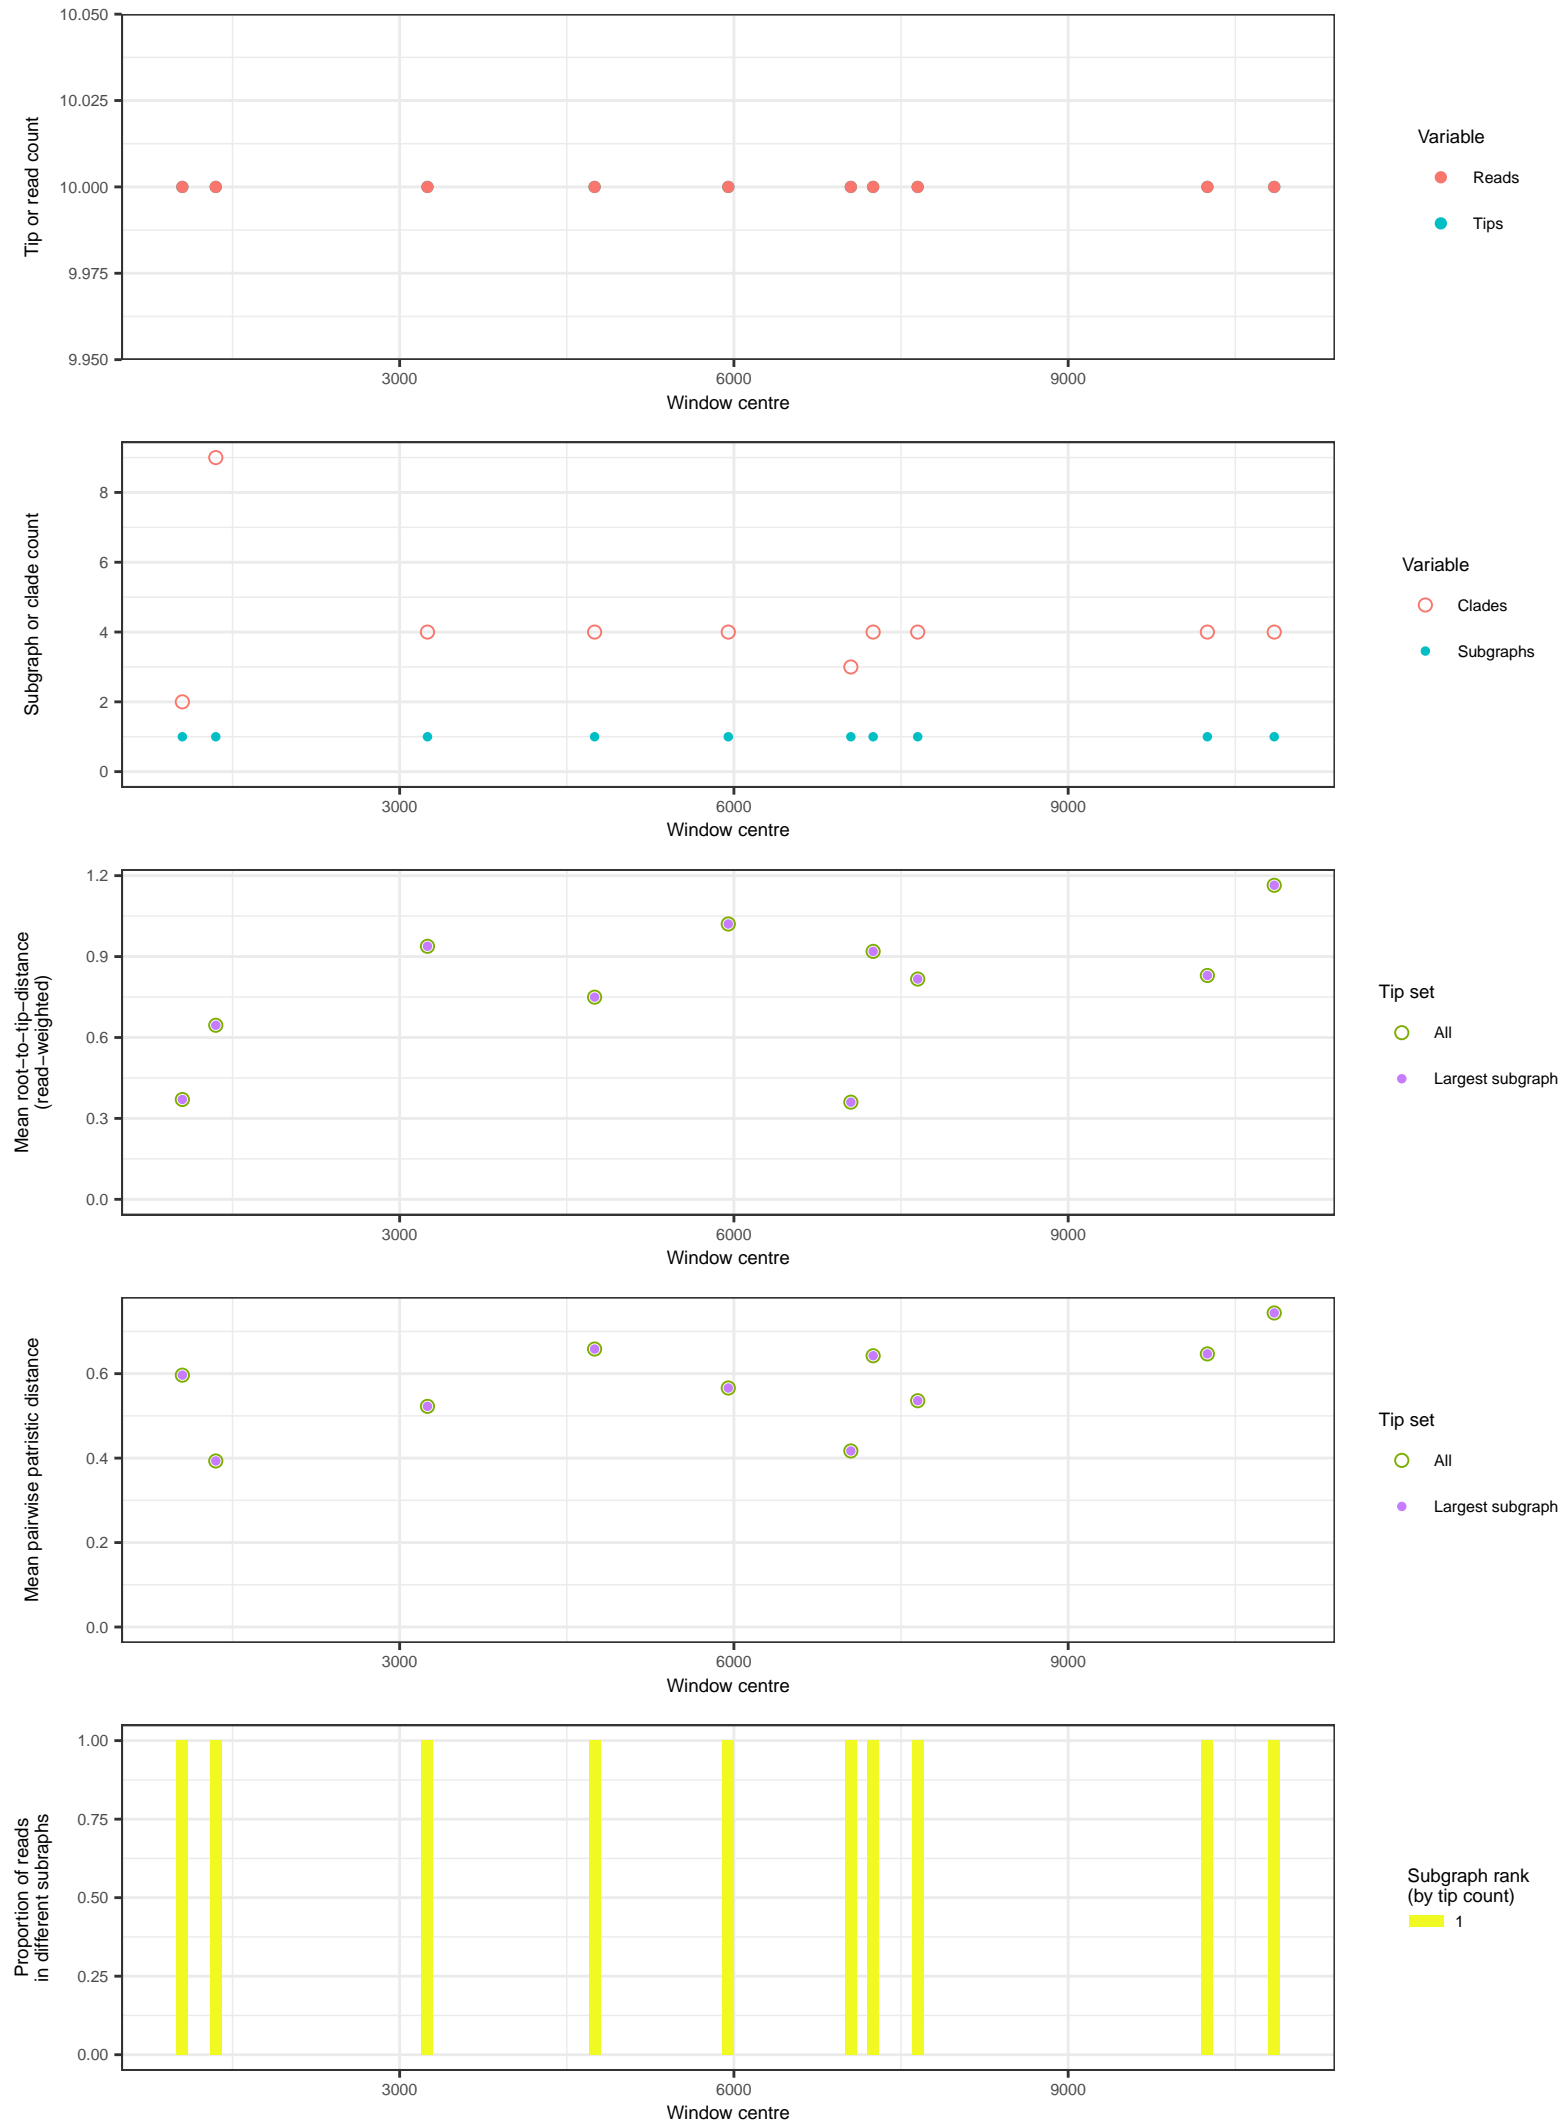 10.050
10.025
10.000
9.975
9.950
Tip or read count
3000
6000
9000
Window centre
Variable
Reads
Tips
8
6
4
2
0
Subgraph or clade count
3000
6000
9000
Window centre
Variable
Clades
Subgraphs
1.2
0.9
0.6
0.3
0.0
Mean root−to−tip−distance
(read−weighted)
3000
6000
9000
Window centre
Tip set
All
Largest subgraph
0.6
0.4
0.2
0.0
Mean pairwise patristic distance
3000
6000
9000
Window centre
Tip set
All
Largest subgraph
1.00
0.75
0.50
0.25
0.00
Proportion of reads
in different subraphs
3000
6000
9000
Window centre
Subgraph rank
(by tip count)
1